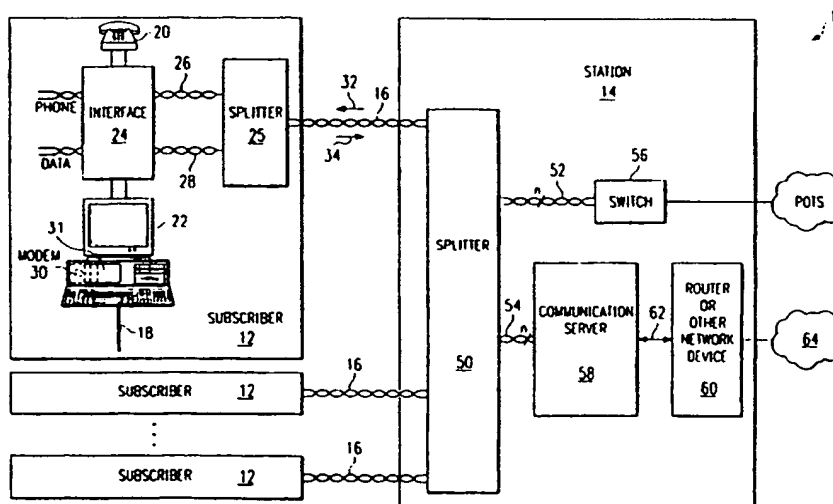 20
26
32
16
STATION
14
PHONE
INTERFACE
24
SPLITTER
25
34
DATA
28
52
56
SWITCH
POTS
22
31
MODEM
30
SPLITTER
50
54
n
n
COMMUNICATION
SERVER
58
62
ROUTER
OR
OTHER
NETWORK
DEVICE
60
64
18
SUBSCRIBER
12
SUBSCRIBER 12
16
SUBSCRIBER 12
16